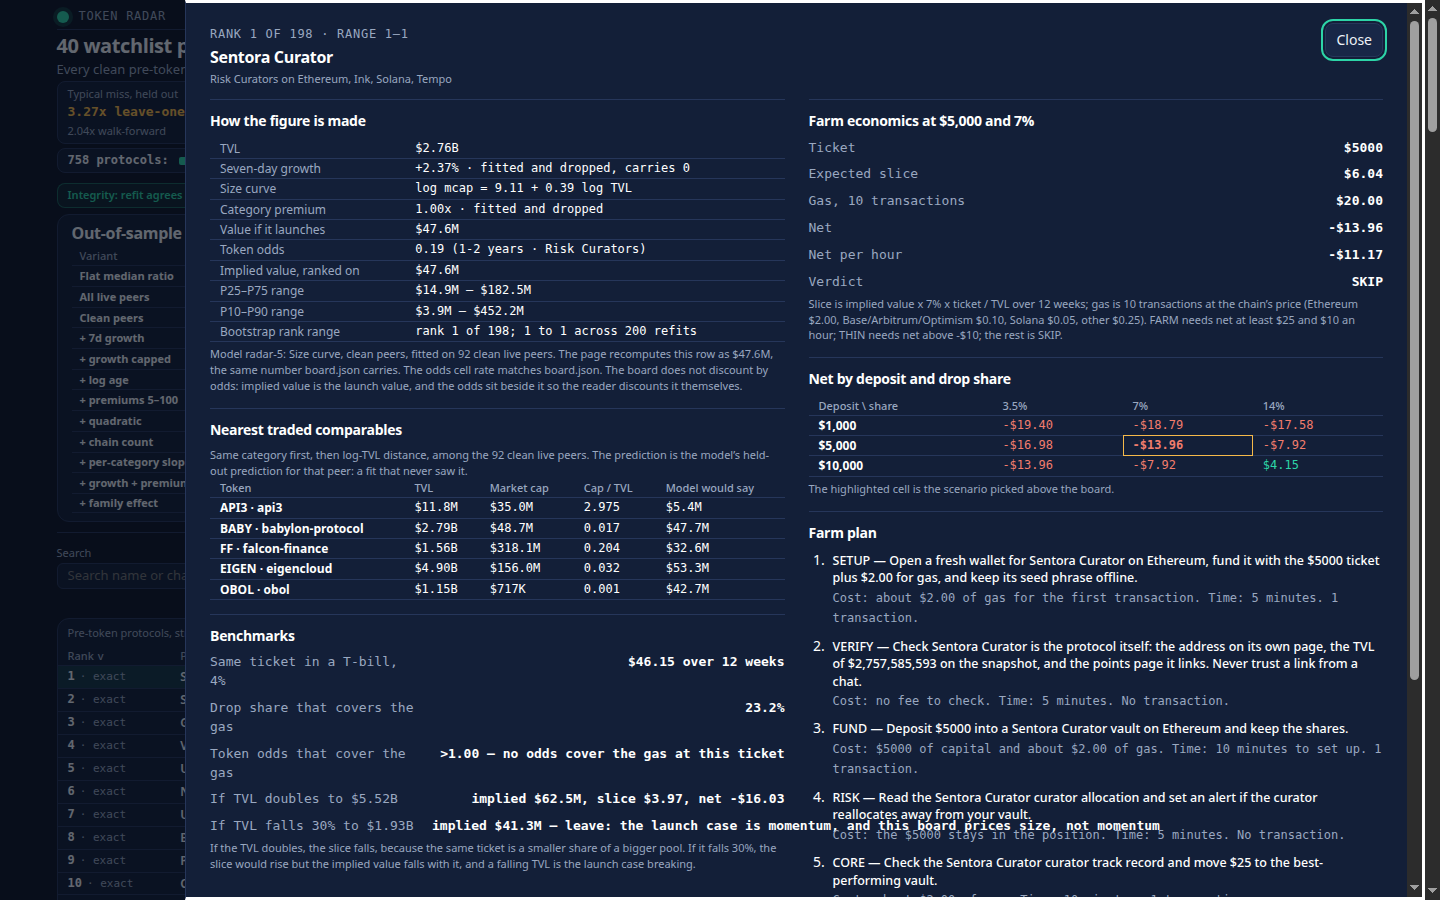 TOKEN RADAR
40 watchlist p
Every clean pre-token
Typical miss, held out
3.27x leave-one
2.04x walk-forward
758 protocols:
Integrity: refit agrees
Out-of-sample
Variant
Flat median ratio
All live peers
Clean peers
+ 7d growth
+ growth capped
+ log age
+ premiums 5–100
+ quadratic
+ chain count
+ per-category slop
+ growth + premium
+ family effect
Search
Search name or cha
Pre-token protocols, st
Rank v
1 · exact
2 · exact
3 · exact
4 · exact
5 · exact
6 · exact
7 · exact
8 · exact
9 · exact
10 · exact
RANK 1 OF 198 · RANGE 1–1
Sentora Curator
Risk Curators on Ethereum, Ink, Solana, Tempo
Close
How the figure is made
TVL $2.76B
Seven-day growth +2.37% · fitted and dropped, carries 0
Size curve log mcap = 9.11 + 0.39 log TVL
Category premium 1.00x · fitted and dropped
Value if it launches $47.6M
Token odds 0.19 (1-2 years · Risk Curators)
Implied value, ranked on $47.6M
P25–P75 range $14.9M – $182.5M
P10–P90 range $3.9M – $452.2M
Bootstrap rank range rank 1 of 198; 1 to 1 across 200 refits
Model radar-5: Size curve, clean peers, fitted on 92 clean live peers. The page recomputes this row as $47.6M,
the same number board.json carries. The odds cell rate matches board.json. The board does not discount by
odds: implied value is the launch value, and the odds sit beside it so the reader discounts it themselves.
Nearest traded comparables
Same category first, then log-TVL distance, among the 92 clean live peers. The prediction is the model's held-
out prediction for that peer: a fit that never saw it.
Token TVL Market cap Cap / TVL Model would say
API3 · api3 $11.8M $35.0M 2.975 $5.4M
BABY · babylon-protocol $2.79B $48.7M 0.017 $47.7M
FF · falcon-finance $1.56B $318.1M 0.204 $32.6M
EIGEN · eigencloud $4.90B $156.0M 0.032 $53.3M
OBOL · obol $1.15B $717K 0.001 $42.7M
Benchmarks
Same ticket in a T-bill, $46.15 over 12 weeks
4%
Drop share that covers the 23.2%
gas
Token odds that cover the >1.00 — no odds cover the gas at this ticket
gas
If TVL doubles to $5.52B implied $62.5M, slice $3.97, net -$16.03
If TVL falls 30% to $1.93B implied $41.3M — leave: the launch case is momentum, and this board prices size, not momentum
If the TVL doubles, the slice falls, because the same ticket is a smaller share of a bigger pool. If it falls 30%, the
slice would rise but the implied value falls with it, and a falling TVL is the launch case breaking.
Farm economics at $5,000 and 7%
Ticket $5000
Expected slice $6.04
Gas, 10 transactions $20.00
Net -$13.96
Net per hour -$11.17
Verdict SKIP
Slice is implied value x 7% x ticket / TVL over 12 weeks; gas is 10 transactions at the chain's price (Ethereum
$2.00, Base/Arbitrum/Optimism $0.10, Solana $0.05, other $0.25). FARM needs net at least $25 and $10 an
hour; THIN needs net above -$10; the rest is SKIP.
Net by deposit and drop share
Deposit \ share 3.5% 7% 14%
$1,000 -$19.40 -$18.79 -$17.58
$5,000 -$16.98 -$13.96 -$7.92
$10,000 -$13.96 -$7.92 $4.15
The highlighted cell is the scenario picked above the board.
Farm plan
1. SETUP — Open a fresh wallet for Sentora Curator on Ethereum, fund it with the $5000 ticket
plus $2.00 for gas, and keep its seed phrase offline.
Cost: about $2.00 of gas for the first transaction. Time: 5 minutes. 1
transaction.
2. VERIFY — Check Sentora Curator is the protocol itself: the address on its own page, the TVL
of $2,757,585,593 on the snapshot, and the points page it links. Never trust a link from a
chat.
Cost: no fee to check. Time: 5 minutes. No transaction.
3. FUND — Deposit $5000 into a Sentora Curator vault on Ethereum and keep the shares.
Cost: $5000 of capital and about $2.00 of gas. Time: 10 minutes to set up. 1
transaction.
4. RISK — Read the Sentora Curator curator allocation and set an alert if the curator
reallocates away from your vault.
Cost: the $5000 stays in the position. Time: 5 minutes. No transaction.
5. CORE — Check the Sentora Curator curator track record and move $25 to the best-
performing vault.